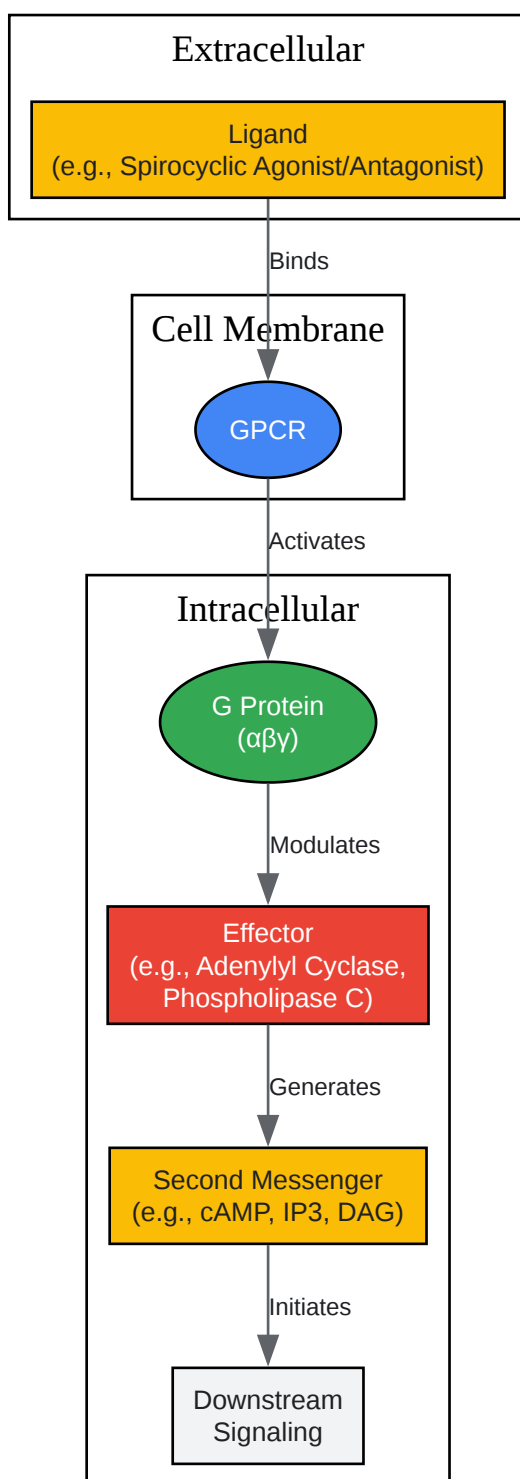 Extracellular
Ligand
(e.g., Spirocyclic Agonist/Antagonist)
Binds
Cell Membrane
GPCR
Activates
Intracellular
G Protein
(αβγ)
Modulates
Effector
(e.g., Adenylyl Cyclase,
Phospholipase C)
Generates
Second Messenger
(e.g., cAMP, IP3, DAG)
Initiates
Downstream
Signaling